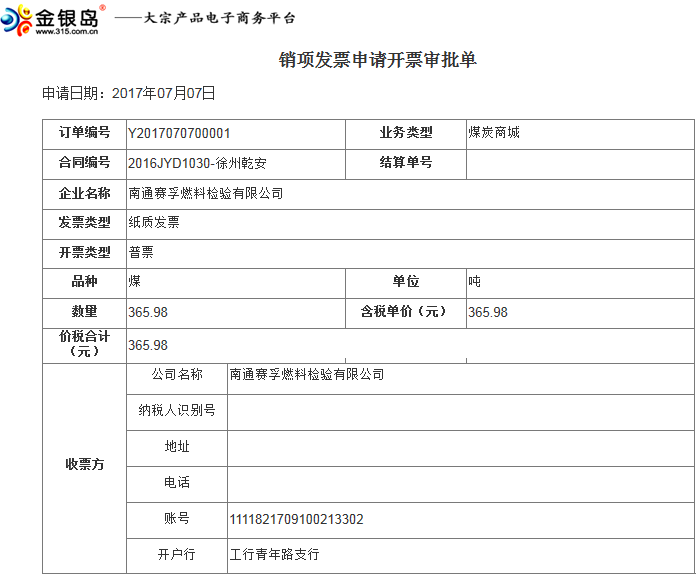 金银岛®
www.315.com.cn
——大宗产品电子商务平台
销项发票申请开票审批单
申请日期：2017年07月07日
订单编号 Y2017070700001 业务类型 煤炭商城
合同编号 2016JYD1030-徐州乾安 结算单号
企业名称 南通赛孚燃料检验有限公司
发票类型 纸质发票
开票类型 普票
品种 煤 单位 吨
数量 365.98 含税单价（元） 365.98
价税合计
（元） 365.98
收票方
公司名称 南通赛孚燃料检验有限公司
纳税人识别号
地址
电话
账号 1111821709100213302
开户行 工行青年路支行